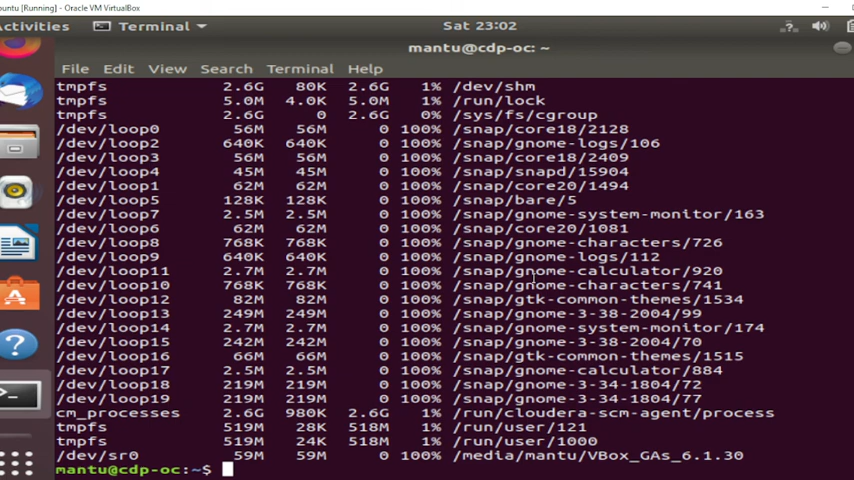 ubuntu [Running] - Oracle VM VirtualBox
Activities Terminal Sat 23:02
mantu@cdp-oc: ~
File Edit View Search Terminal Help
tmpfs 2.6G 80K 2.6G 1% /dev/shm
tmpfs 5.0M 4.0K 5.0M 1% /run/lock
tmpfs 2.6G 0 2.6G 0% /sys/fs/cgroup
/dev/loop0 56M 56M 0 100% /snap/core18/2128
/dev/loop2 640K 640K 0 100% /snap/gnome-logs/106
/dev/loop3 56M 56M 0 100% /snap/core18/2409
/dev/loop4 45M 45M 0 100% /snap/snapd/15904
/dev/loop1 62M 62M 0 100% /snap/core20/1494
/dev/loop5 128K 128K 0 100% /snap/bare/5
/dev/loop7 2.5M 2.5M 0 100% /snap/gnome-system-monitor/163
/dev/loop6 62M 62M 0 100% /snap/core20/1081
/dev/loop8 768K 768K 0 100% /snap/gnome-characters/726
/dev/loop9 640K 640K 0 100% /snap/gnome-logs/112
/dev/loop11 2.7M 2.7M 0 100% /snap/gnome-calculator/920
/dev/loop10 768K 768K 0 100% /snap/gnome-characters/741
/dev/loop12 82M 82M 0 100% /snap/gtk-common-themes/1534
/dev/loop13 249M 249M 0 100% /snap/gnome-3-38-2004/99
/dev/loop14 2.7M 2.7M 0 100% /snap/gnome-system-monitor/174
/dev/loop15 242M 242M 0 100% /snap/gnome-3-38-2004/70
/dev/loop16 66M 66M 0 100% /snap/gtk-common-themes/1515
/dev/loop17 2.5M 2.5M 0 100% /snap/gnome-calculator/884
/dev/loop18 219M 219M 0 100% /snap/gnome-3-34-1804/72
/dev/loop19 219M 219M 0 100% /snap/gnome-3-34-1804/77
cm_processes 2.6G 980K 2.6G 1% /run/cloudera-scm-agent/process
tmpfs 519M 28K 518M 1% /run/user/121
tmpfs 519M 24K 518M 1% /run/user/1000
/dev/sr0 59M 59M 0 100% /media/mantu/VBox_GAs_6.1.30
mantu@cdp-oc:~$